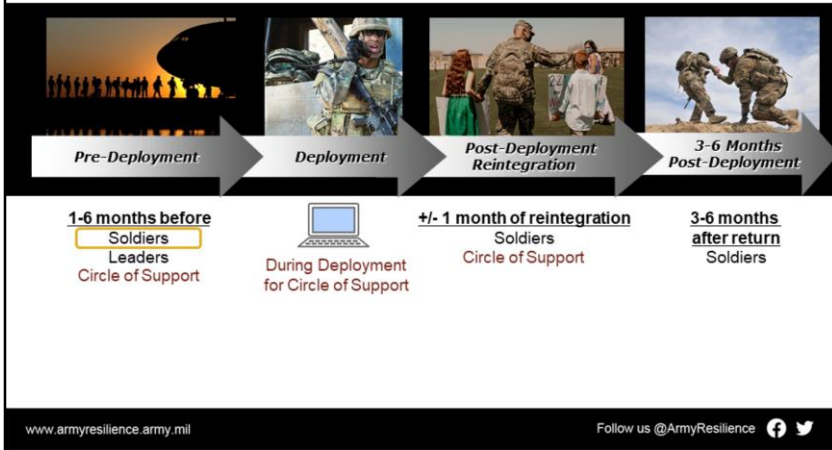 Pre-Deployment
Deployment
Post-Deployment
Reintegration
3-6 Months
Post-Deployment
1-6 months before
Soldiers
Leaders
Circle of Support
During Deployment
for Circle of Support
+/- 1 month of reintegration
Soldiers
Circle of Support
3-6 months
after return
Soldiers
www.armyresilience.army.mil
Follow us @ArmyResilience